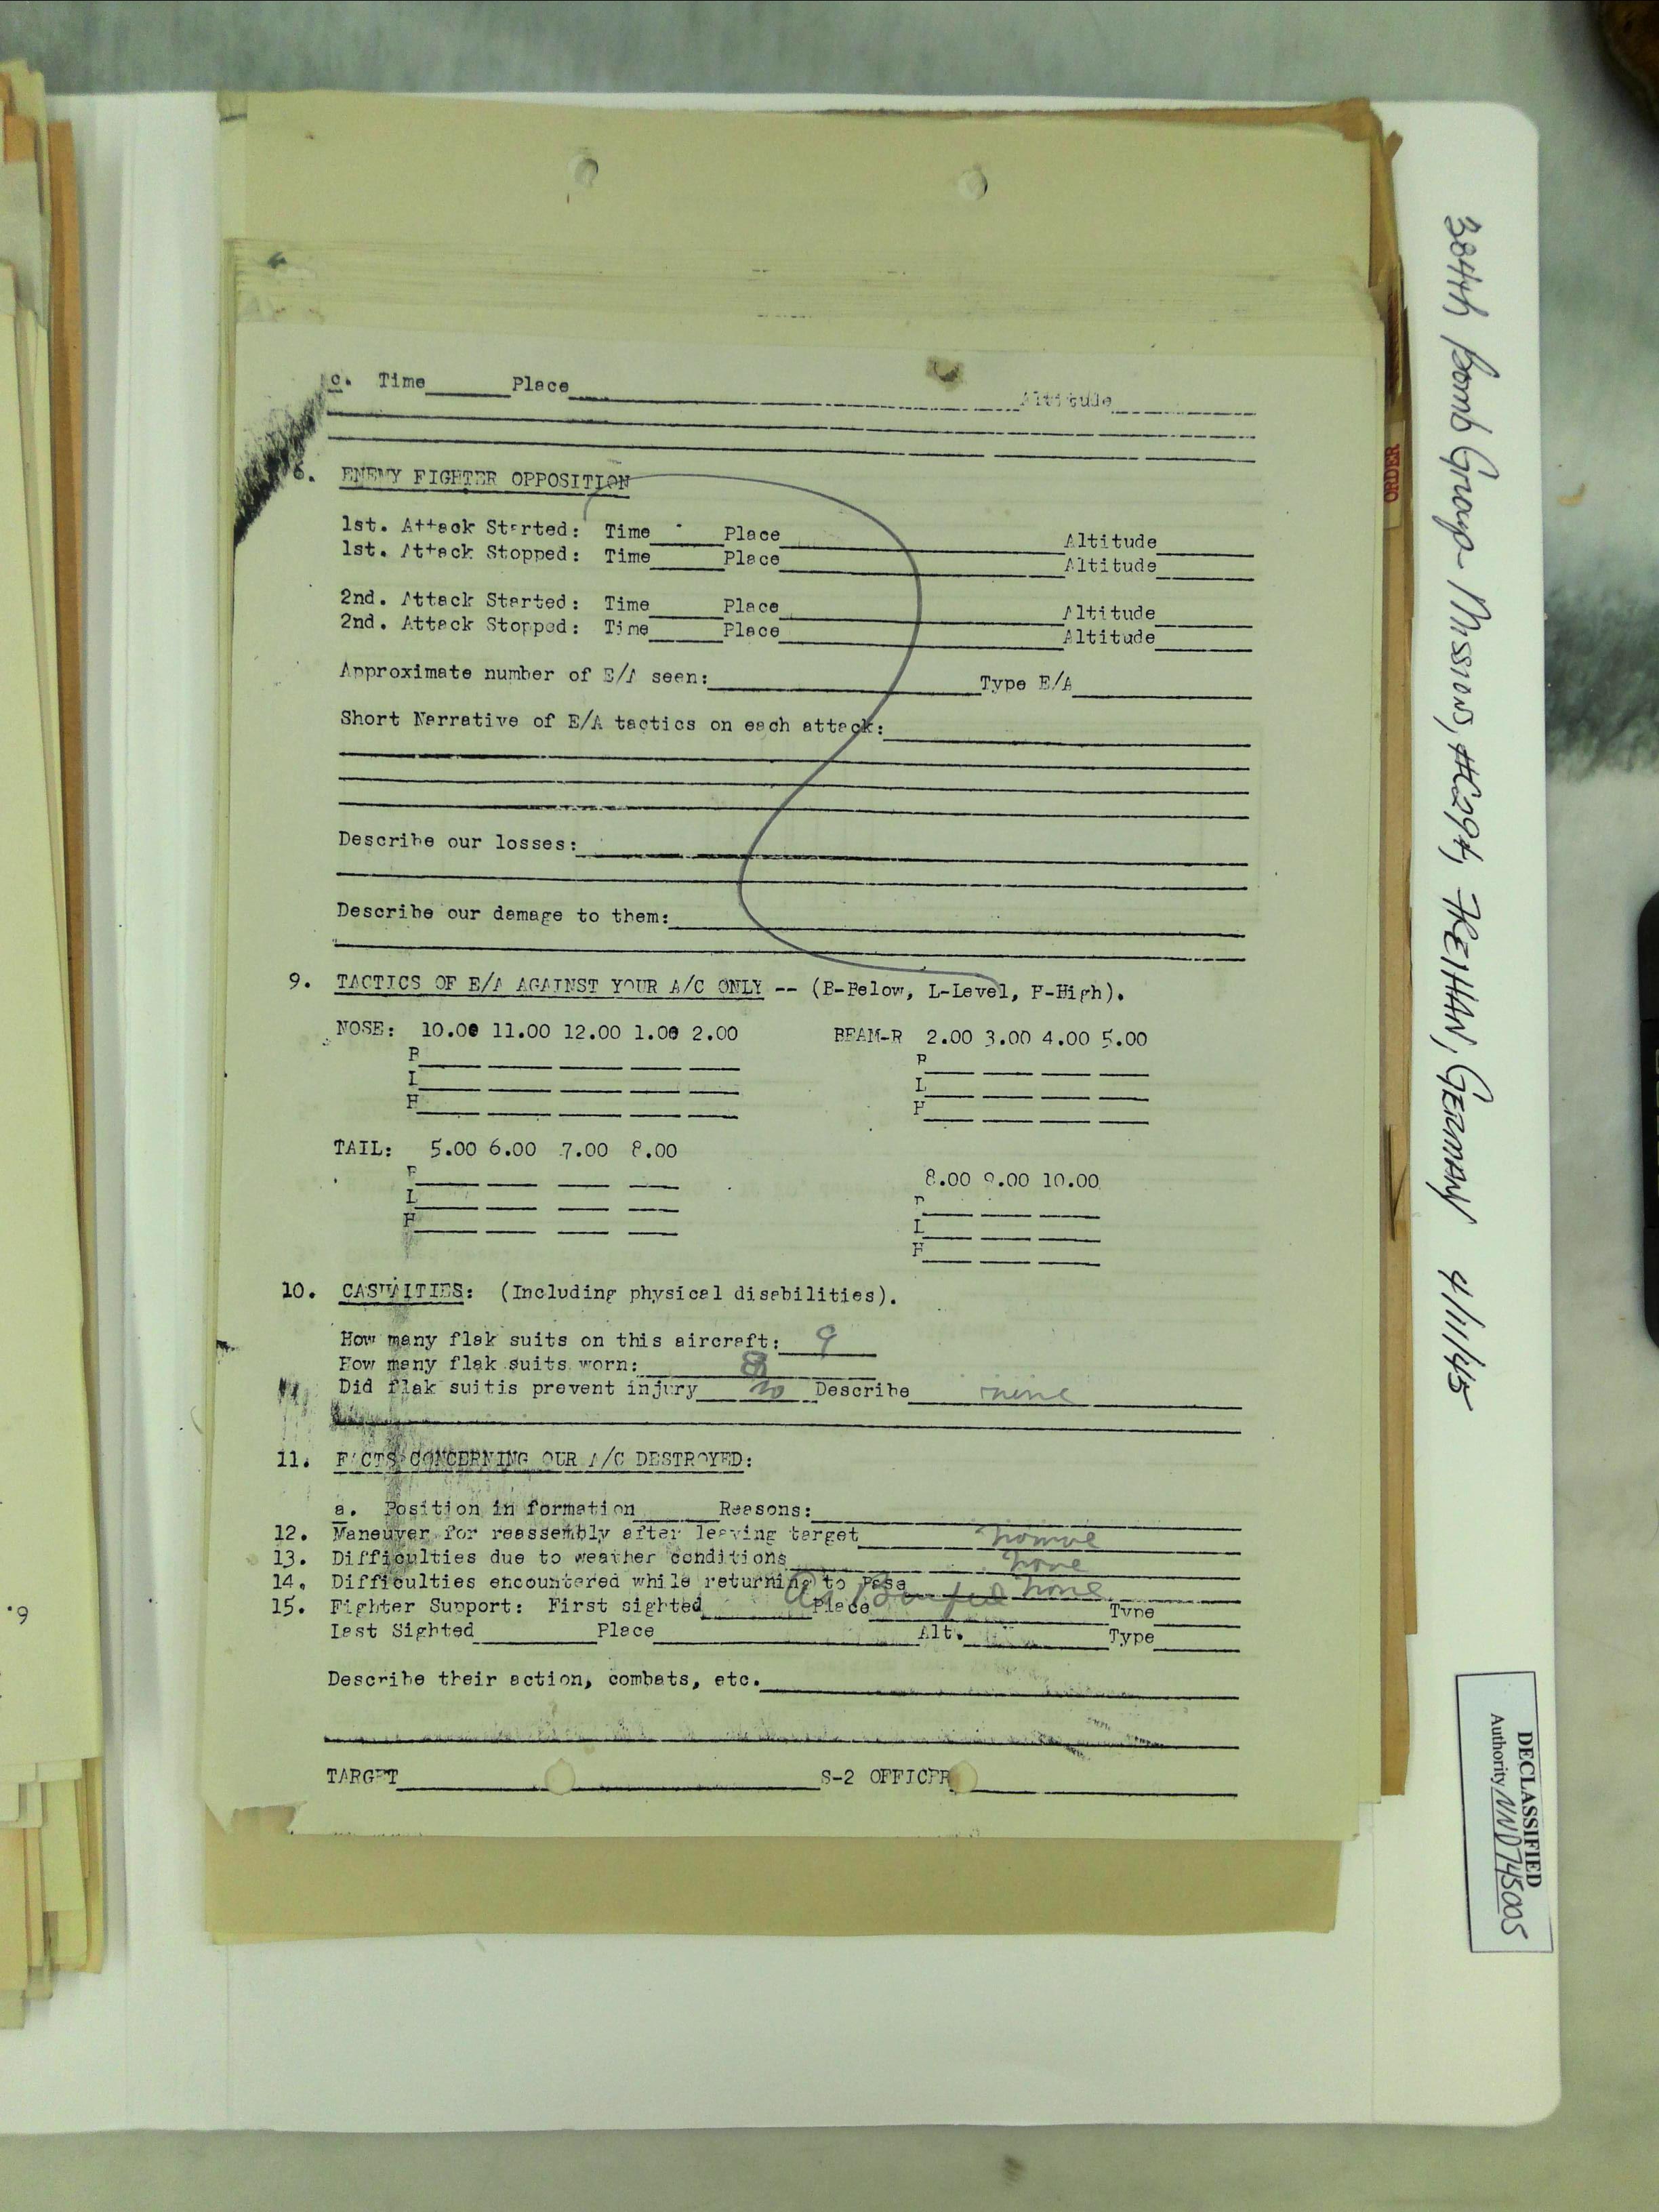 c. Time Place Altitude
6. ENEMY FIGHTER OPPOSITION
1st. Attack Started: Time Place Altitude
1st. Attack Stopped: Time Place Altitude
2nd. Attack Started: Time Place Altitude
2nd. Attack Stopped: Time Place Altitude
Approximate number of E/A seen: Type E/A
Short Narrative of E/A tactics on each attack:
Describe our losses:
Describe our damage to them:
9. TACTICS OF E/A AGAINST YOUR A/C ONLY -- (B-Below, L-Level, H-High).
NOSE: 10.00 11.00 12.00 1.00 2.00 BEAM-R 2.00 3.00 4.00 5.00
B B
L L
H H
TAIL: 5.00 6.00 7.00 8.00
8.00 9.00 10.00
B B
L L
H H
10. CASUALTIES: (Including physical disabilities).
How many flak suits on this aircraft: 9
How many flak suits worn: 8
Did flak suitis prevent injury no Describe none
11. FACTS CONCERNING OUR A/C DESTROYED:
a. Position in formation Reasons:
12. Maneuver for reassembly after leaving target
13. Difficulties due to weather conditions none
14. Difficulties encountered while returning to Base none
15. Fighter Support: First sighted Place Type
As Briefed
Last Sighted Place Alt. Type
Describe their action, combats, etc.
TARGET S-2 OFFICER
384th Bomb Group - Missions, #294, TREHAN, GERMANY 4/11/45
ORDER
DECLASSIFIED
Authority NND745005
6.